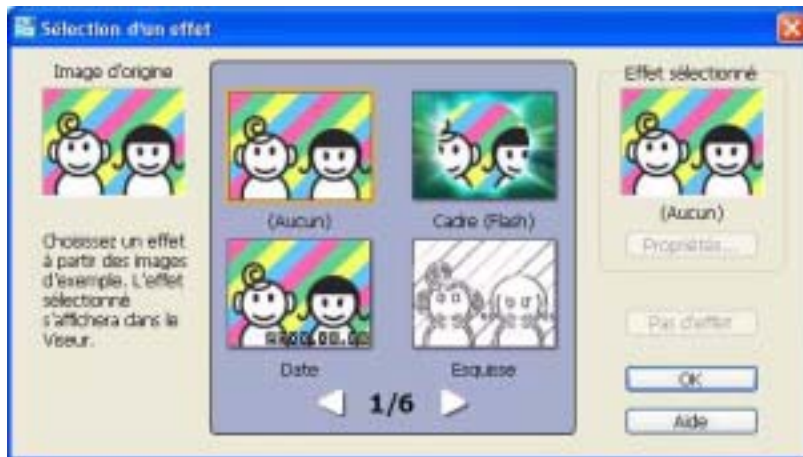 Sélection d'un effet
Image d'origine
Choisissez un effet
à partir des images
d'exemple. L'effet
sélectionné
s'affichera dans le
Viseur.
(Aucun)
Cadre (Flash)
Date
Esquisse
1/6
Effet sélectionné
(Aucun)
Propriétés...
Pas d'effet
OK
Aide